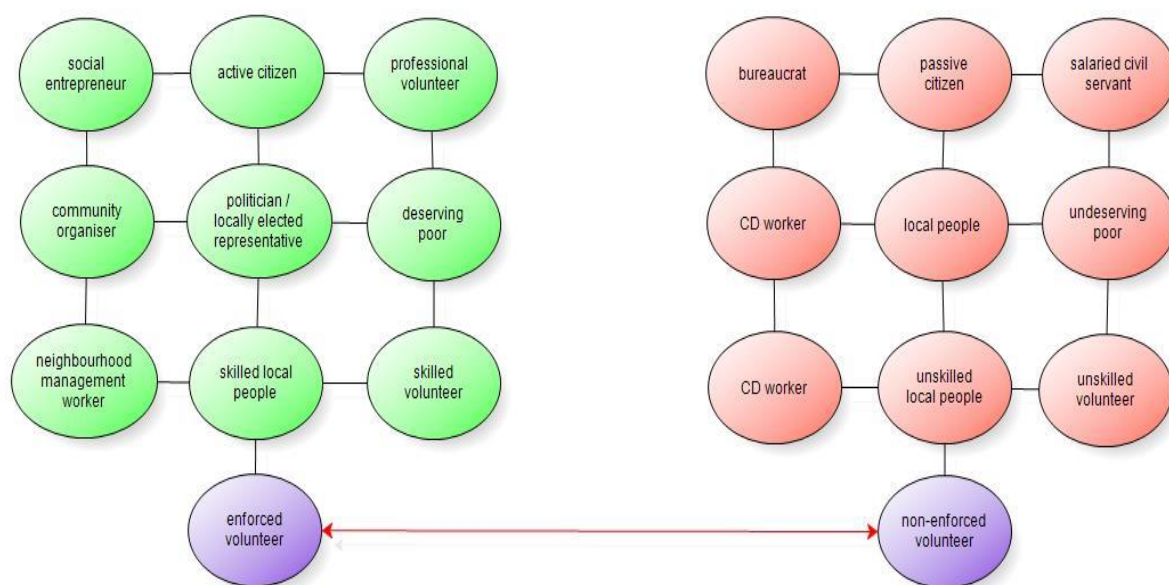 social
entrepreneur
active citizen
professional
volunteer
bureaucrat
passive
citizen
salaried civil
servant
community
organiser
politician /
locally elected
representative
deserving
poor
CD worker
local people
undeserving
poor
neighbourhood
management
worker
skilled local
people
skilled
volunteer
CD worker
unskilled
local people
unskilled
volunteer
enforced
volunteer
non-enforced
volunteer